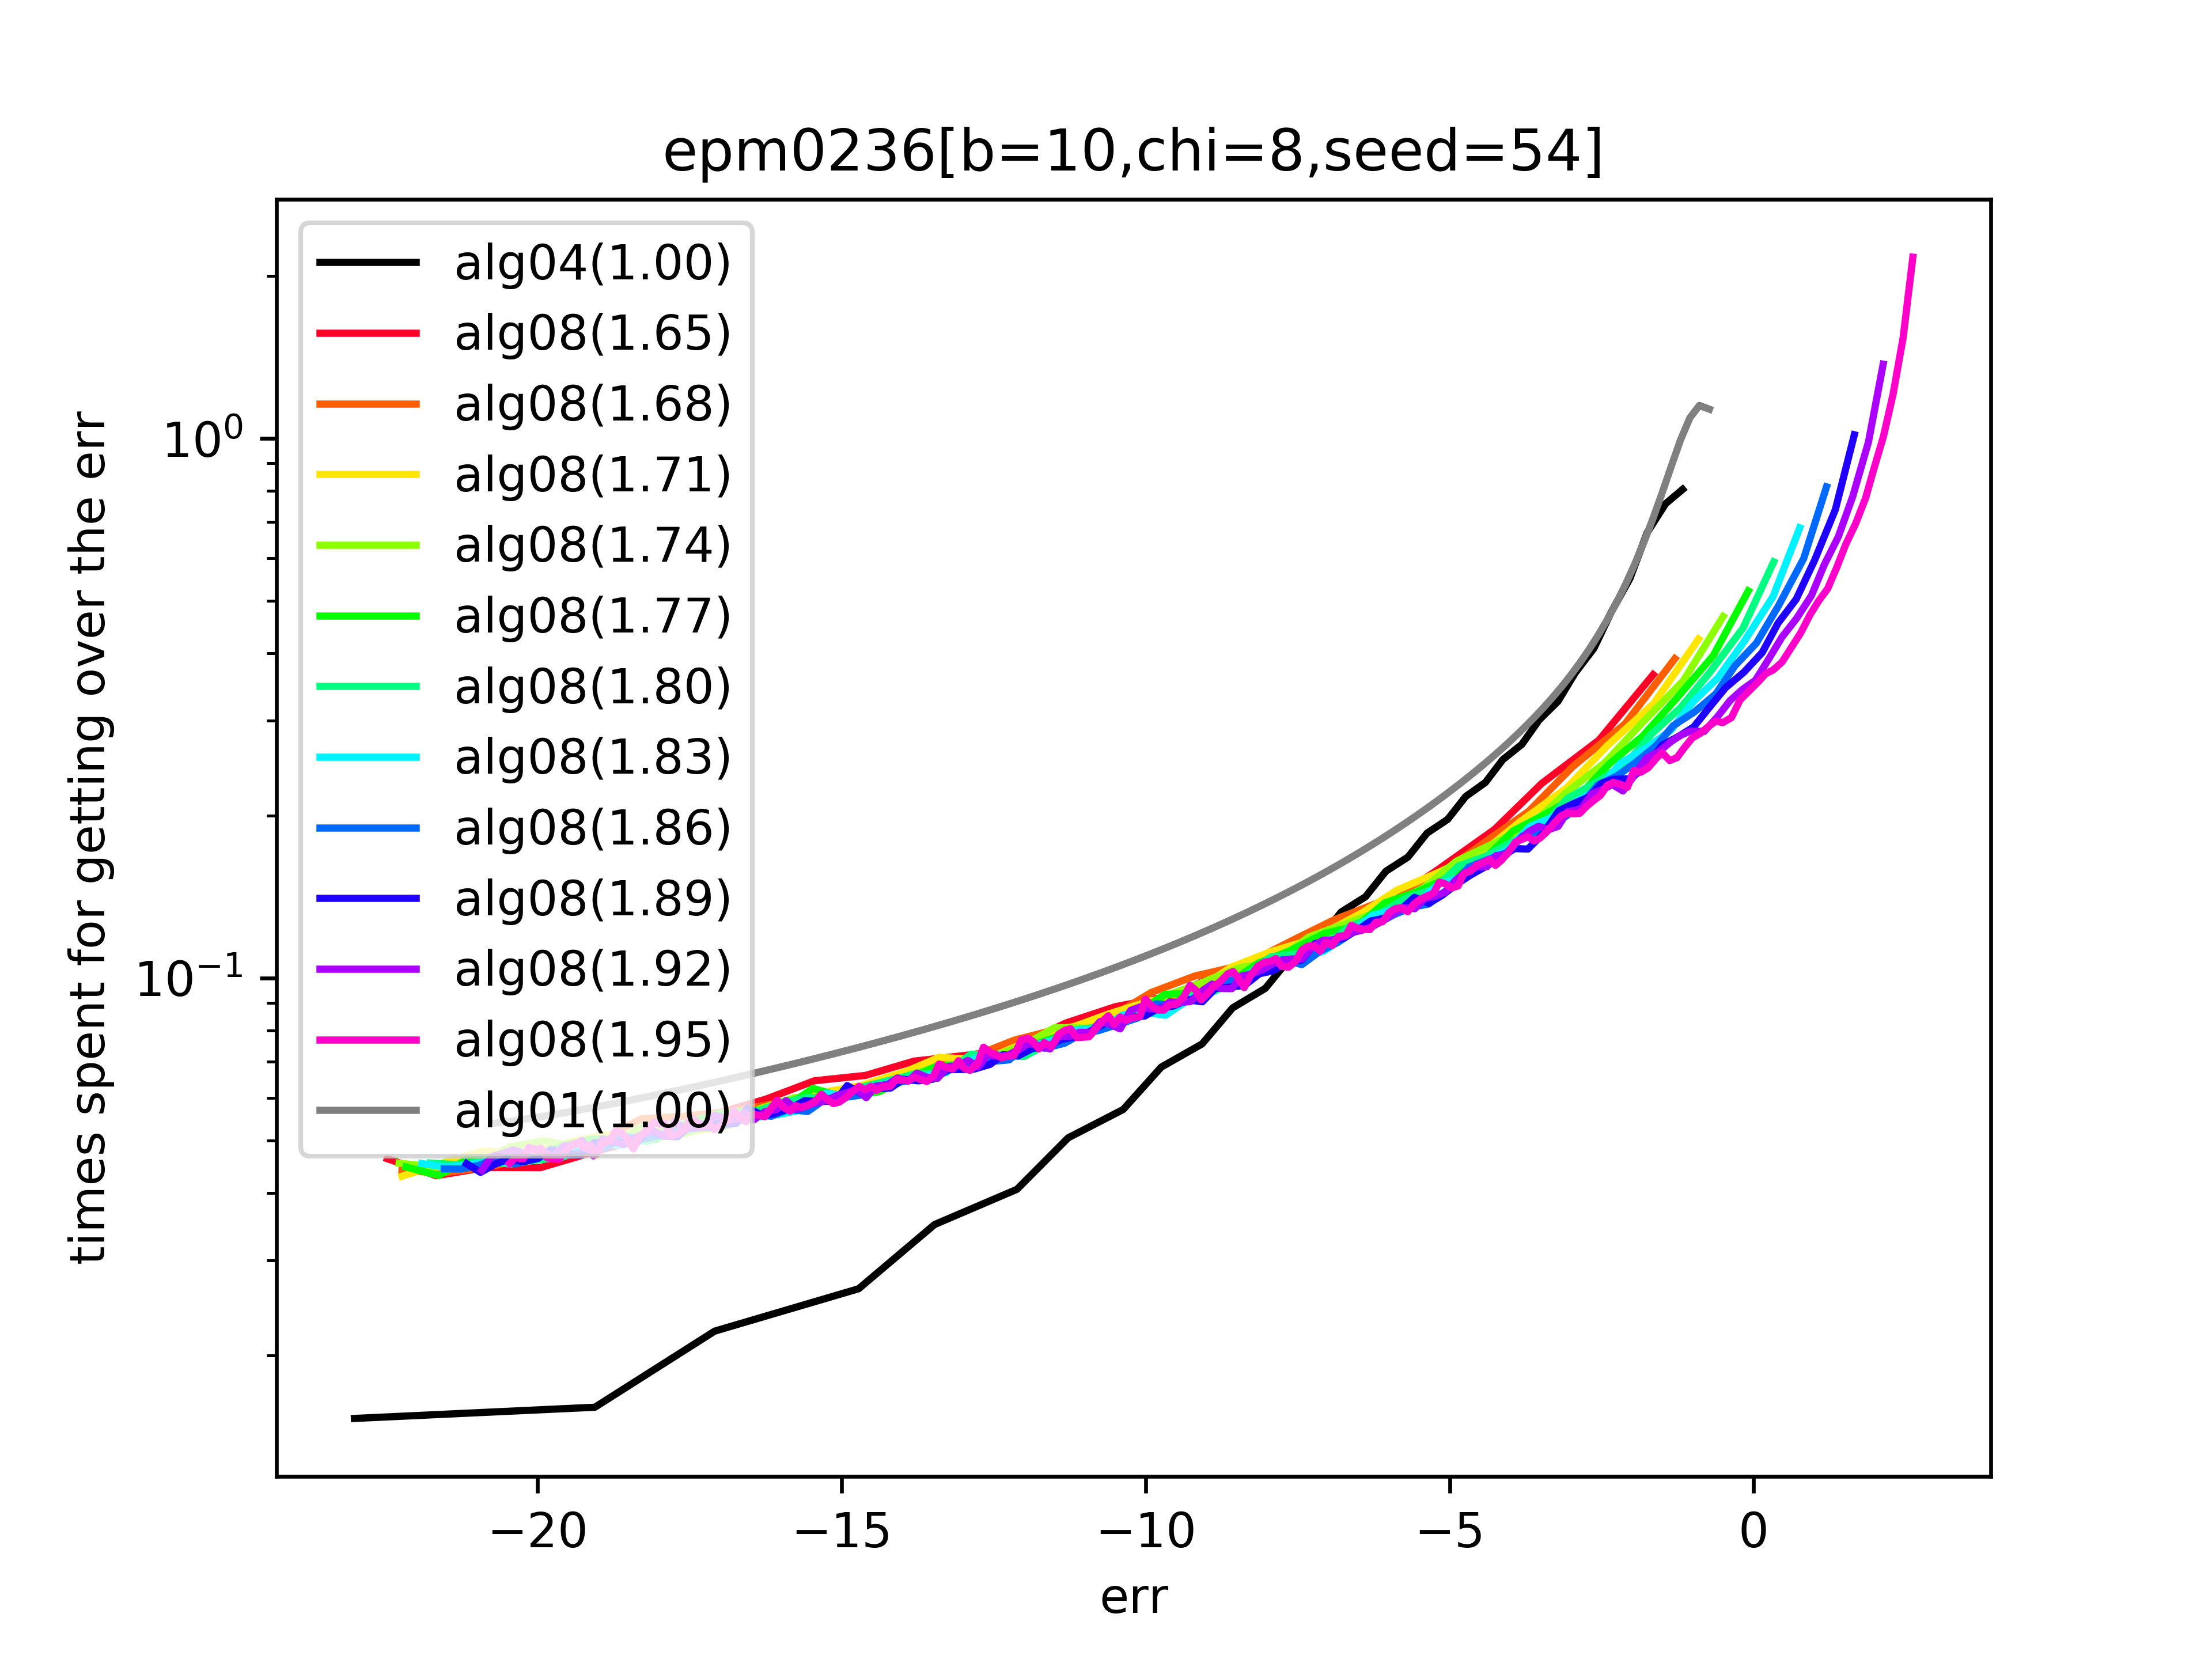 epm0236[b=10,chi=8,seed=54]
times spent for getting over the err
10⁰
10⁻¹
alg04(1.00)
alg08(1.65)
alg08(1.68)
alg08(1.71)
alg08(1.74)
alg08(1.77)
alg08(1.80)
alg08(1.83)
alg08(1.86)
alg08(1.89)
alg08(1.92)
alg08(1.95)
alg01(1.00)
−20 −15 −10 −5 0
err